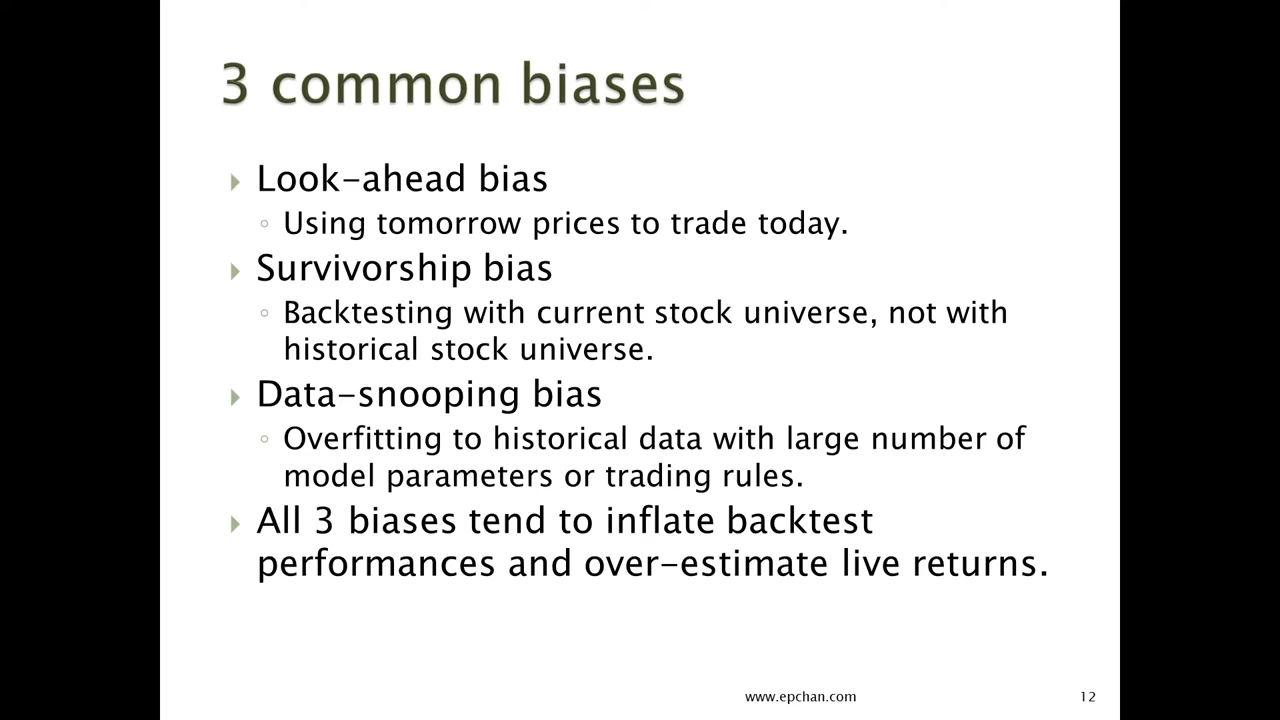 3 common biases
Look-ahead bias
Using tomorrow prices to trade today.
Survivorship bias
Backtesting with current stock universe, not with
historical stock universe.
Data-snooping bias
Overfitting to historical data with large number of
model parameters or trading rules.
All 3 biases tend to inflate backtest
performances and over-estimate live returns.
www.epchan.com
12